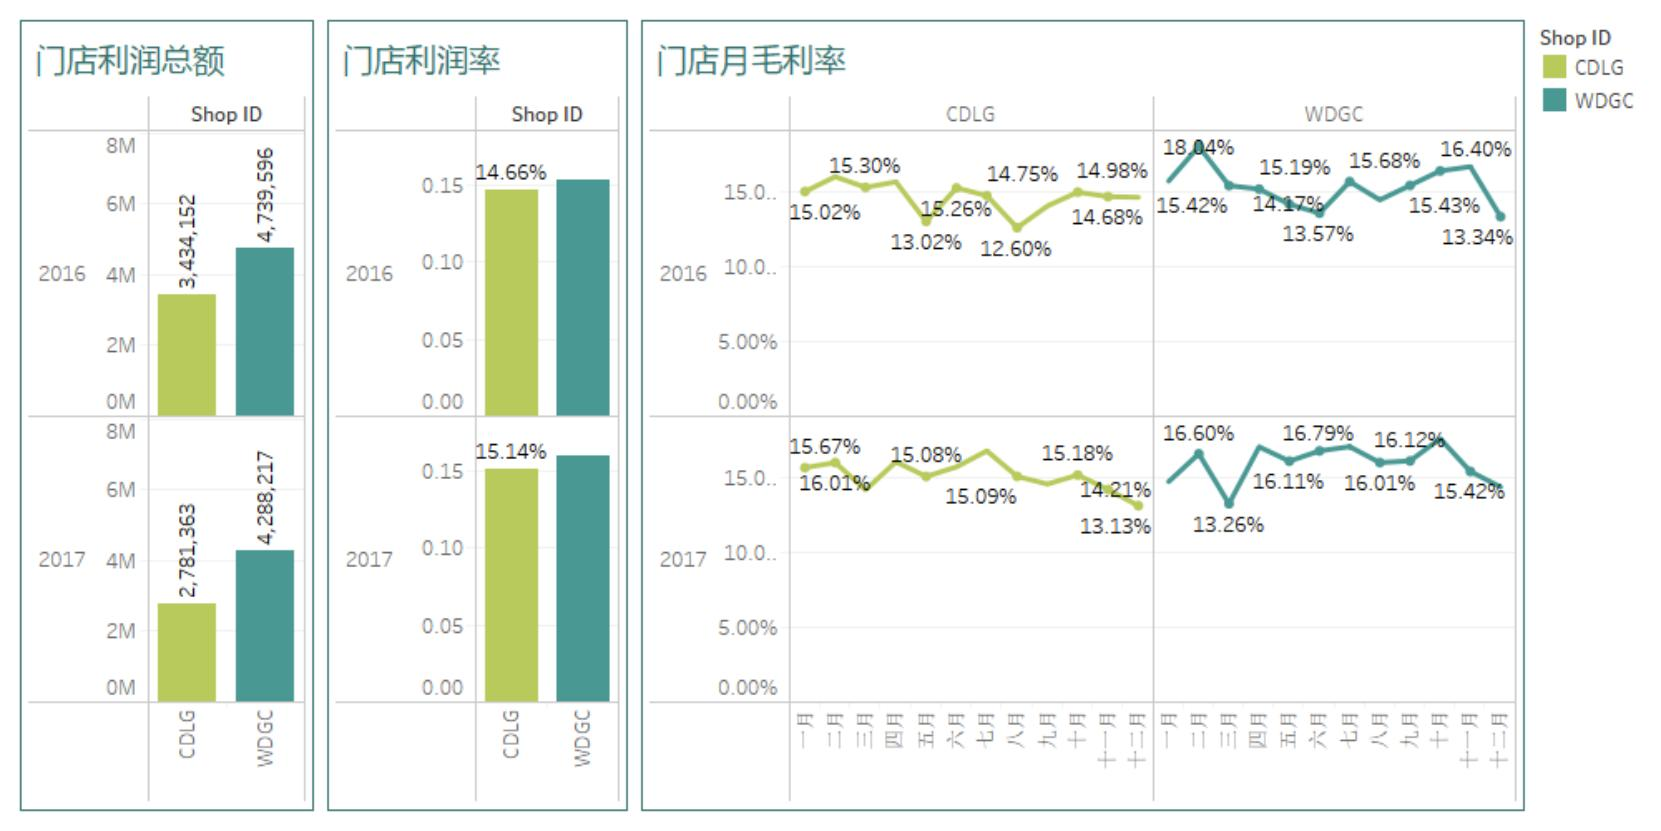 门店利润总额
Shop ID
8M
6M
4M
2M
0M
2016
3,434,152
4,739,596
8M
6M
4M
2M
0M
2017
2,781,363
4,288,217
CDLG
WDGC
门店利润率
Shop ID
2016
0.15
0.10
0.05
0.00
14.66%
2017
0.15
0.10
0.05
0.00
15.14%
CDLG
WDGC
门店月毛利率
CDLG
WDGC
2016
15.0..
10.0..
5.00%
0.00%
15.02%
15.30%
13.02%
15.26%
14.75%
12.60%
14.98%
14.68%
15.42%
18.04%
15.19%
14.17%
13.57%
15.68%
15.43%
16.40%
13.34%
2017
15.0..
10.0..
5.00%
0.00%
15.67%
16.01%
15.08%
15.09%
15.18%
14.21%
13.13%
16.60%
13.26%
16.11%
16.79%
16.01%
16.12%
15.42%
一月
二月
三月
四月
五月
六月
七月
八月
九月
十月
十一月
十二月
一月
二月
三月
四月
五月
六月
七月
八月
九月
十月
十一月
十二月
Shop ID
CDLG
WDGC